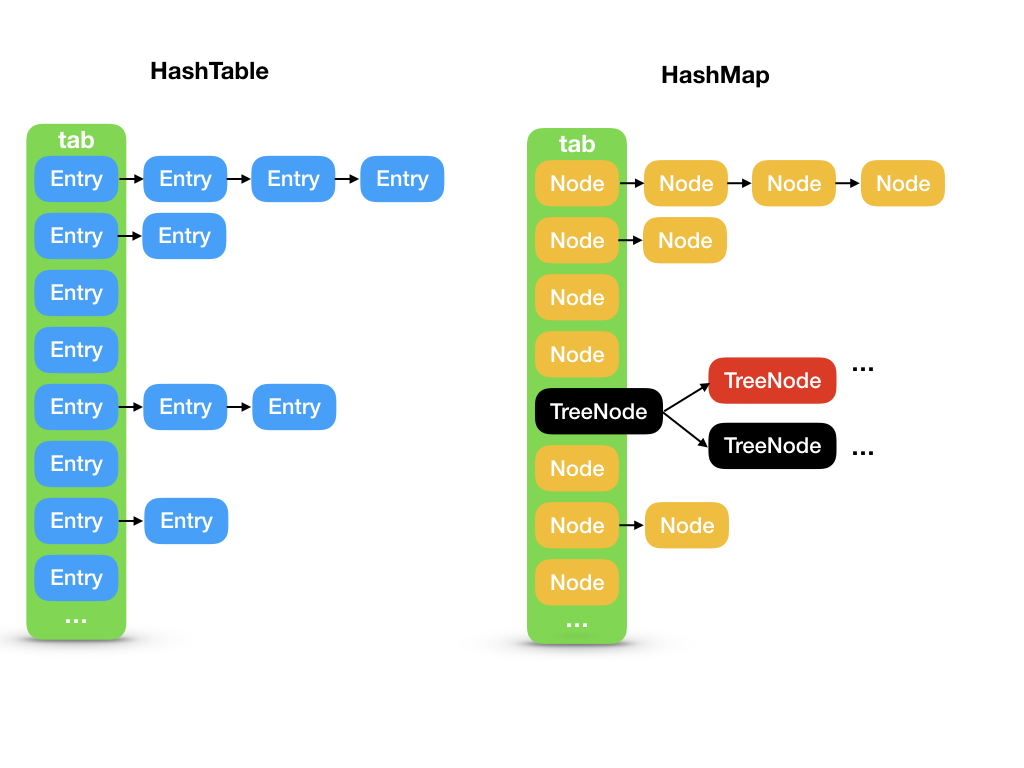 HashTable
tab
Entry Entry Entry Entry
Entry Entry
Entry
Entry
Entry Entry Entry
Entry
Entry Entry
Entry
...
HashMap
tab
Node Node Node Node
Node Node
Node
Node
TreeNode ...
TreeNode
TreeNode ...
Node
Node Node
Node
...